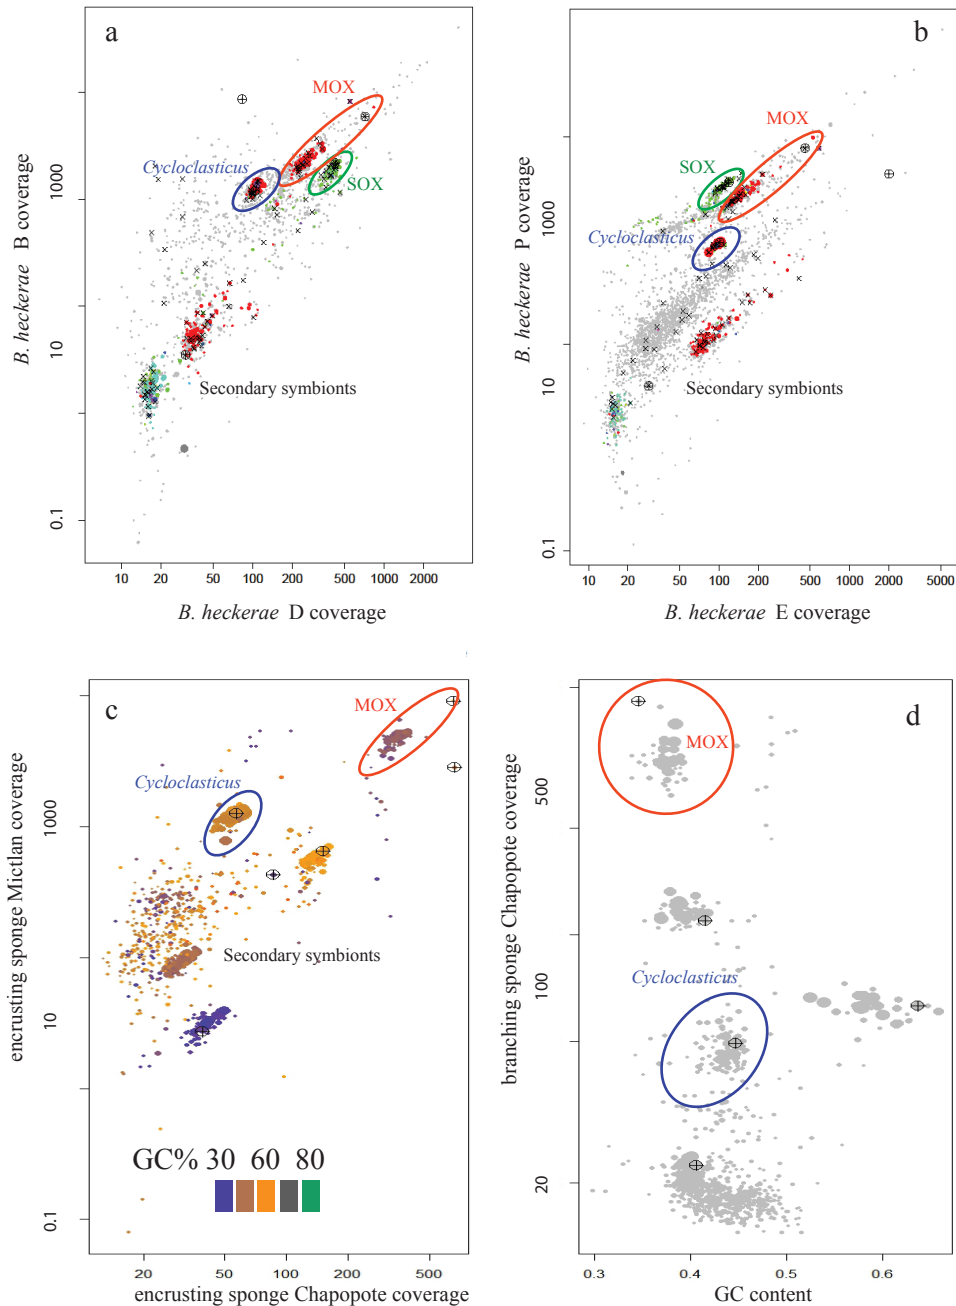 a
MOX
Cycloclasticus
SOX
Secondary symbionts
B. heckerae B coverage
1000
10
0.1
10 20 50 100 200 500 1000 2000
B. heckerae D coverage
b
MOX
SOX
Cycloclasticus
Secondary symbionts
B. heckerae P coverage
1000
10
0.1
10 20 50 100 200 500 1000 2000 5000
B. heckerae E coverage
c
MOX
Cycloclasticus
Secondary symbionts
GC% 30 60 80
encrusting sponge Mictlan coverage
1000
10
0.1
20 50 100 200 500
encrusting sponge Chapopote coverage
d
MOX
Cycloclasticus
branching sponge Chapopote coverage
500
100
20
0.3 0.4 0.5 0.6
GC content